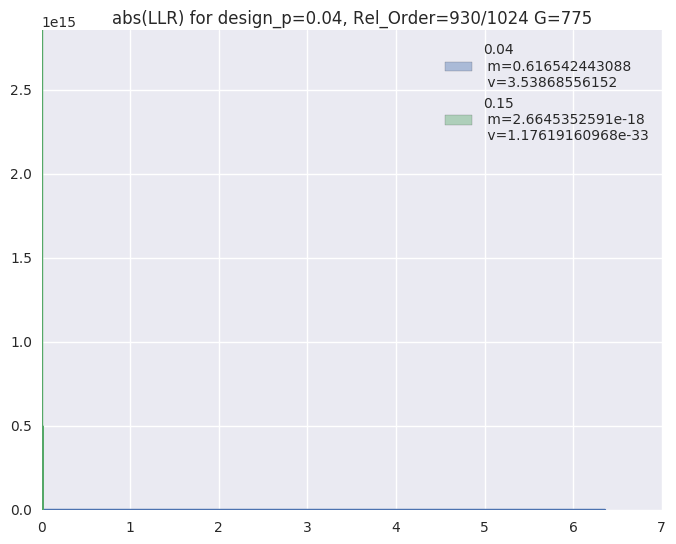 abs(LLR) for design_p=0.04, Rel_Order=930/1024 G=775
1e15
0.04
m=0.616542443088
v=3.53868556152
0.15
m=2.6645352591e-18
v=1.17619160968e-33
2.5
2.0
1.5
1.0
0.5
0.0
0 1 2 3 4 5 6 7